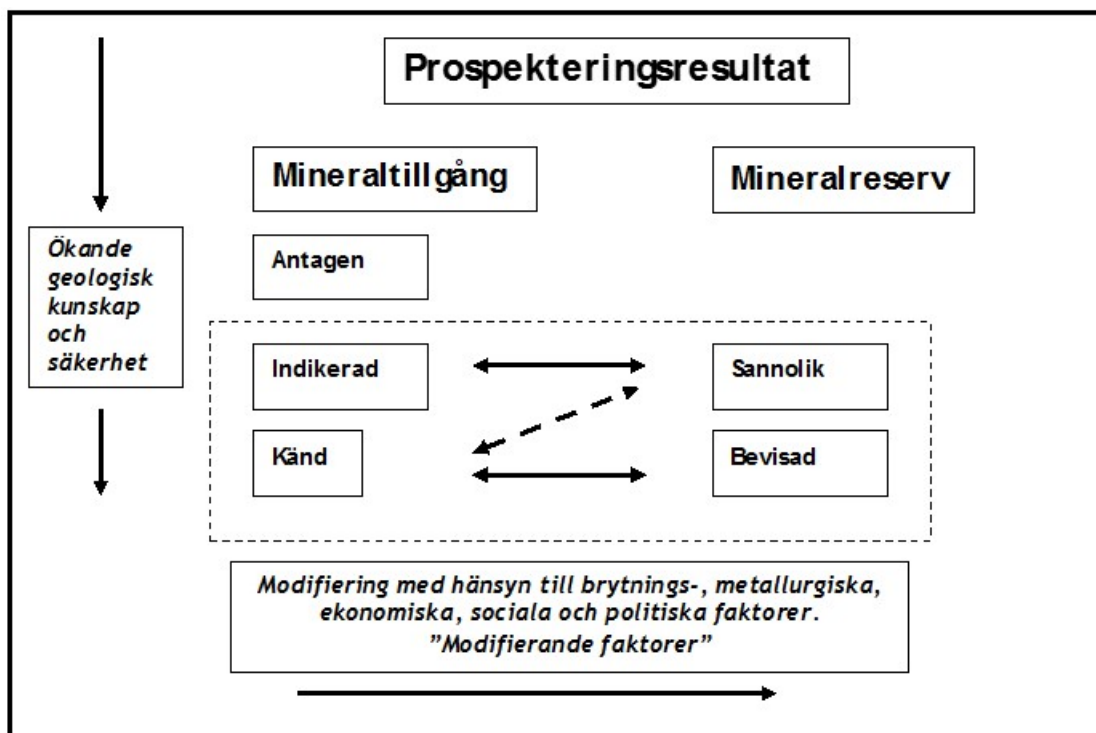 Prospekteringsresultat
Mineraltillgång
Mineralreserv
Ökande
geologisk
kunskap
och
säkerhet
Antagen
Indikerad
Sannolik
Känd
Bevisad
Modifiering med hänsyn till brytnings-, metallurgiska,
ekonomiska, sociala och politiska faktorer.
”Modifierande faktorer”